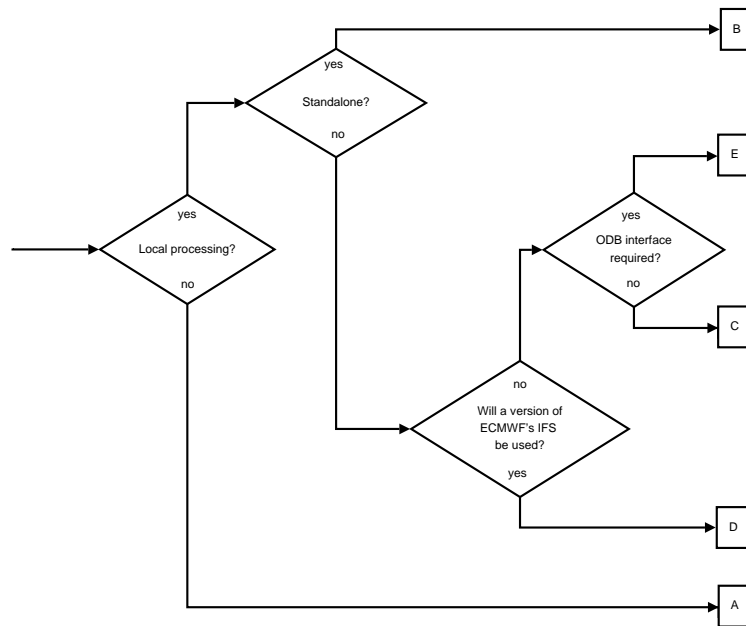 B
yes
Standalone?
no
E
yes
ODB interface
required?
no
C
yes
Local processing?
no
no
Will a version of
ECMWF's IFS
be used?
yes
D
A